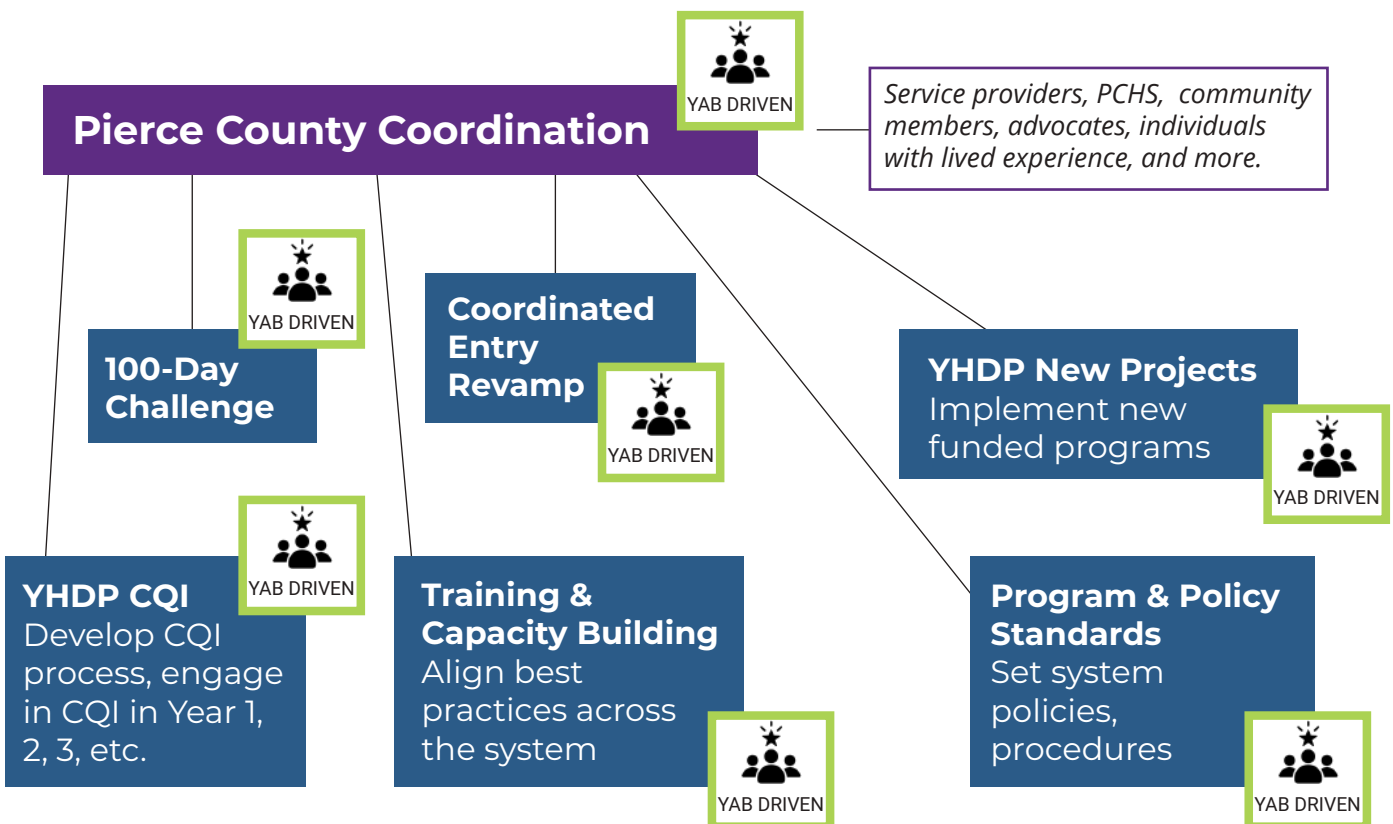 YAB DRIVEN
Pierce County Coordination
Service providers, PCHS, community
members, advocates, individuals
with lived experience, and more.
YAB DRIVEN
100-Day
Challenge
Coordinated
Entry
Revamp
YAB DRIVEN
YHDP New Projects
Implement new
funded programs
YAB DRIVEN
YAB DRIVEN
YHDP CQI
Develop CQI
process, engage
in CQI in Year 1,
2, 3, etc.
Training &
Capacity Building
Align best
practices across
the system
YAB DRIVEN
Program & Policy
Standards
Set system
policies,
procedures
YAB DRIVEN